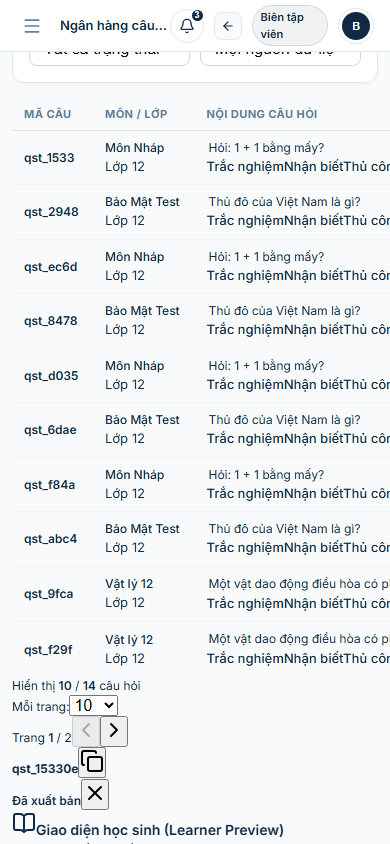 Ngân hàng câu...
3
Biên tập
viên
B
MÃ CÂU MÔN / LỚP NỘI DUNG CÂU HỎI
qst_1533
Môn Nháp
Lớp 12
Hỏi: 1 + 1 bằng mấy?
Trắc nghiệmNhận biếtThủ côn
qst_2948
Bảo Mật Test
Lớp 12
Thủ đô của Việt Nam là gì?
Trắc nghiệmNhận biếtThủ côn
qst_ec6d
Môn Nháp
Lớp 12
Hỏi: 1 + 1 bằng mấy?
Trắc nghiệmNhận biếtThủ côn
qst_8478
Bảo Mật Test
Lớp 12
Thủ đô của Việt Nam là gì?
Trắc nghiệmNhận biếtThủ côn
qst_d035
Môn Nháp
Lớp 12
Hỏi: 1 + 1 bằng mấy?
Trắc nghiệmNhận biếtThủ côn
qst_6dae
Bảo Mật Test
Lớp 12
Thủ đô của Việt Nam là gì?
Trắc nghiệmNhận biếtThủ côn
qst_f84a
Môn Nháp
Lớp 12
Hỏi: 1 + 1 bằng mấy?
Trắc nghiệmNhận biếtThủ côn
qst_abc4
Bảo Mật Test
Lớp 12
Thủ đô của Việt Nam là gì?
Trắc nghiệmNhận biếtThủ côn
qst_9fca
Vật lý 12
Lớp 12
Một vật dao động điều hòa có p
Trắc nghiệmNhận biếtThủ côn
qst_f29f
Vật lý 12
Lớp 12
Một vật dao động điều hòa có p
Trắc nghiệmNhận biếtThủ côn
Hiển thị 10 / 14 câu hỏi
Mỗi trang: 10
Trang 1 / 2
qst_15330e
Đã xuất bản
Giao diện học sinh (Learner Preview)